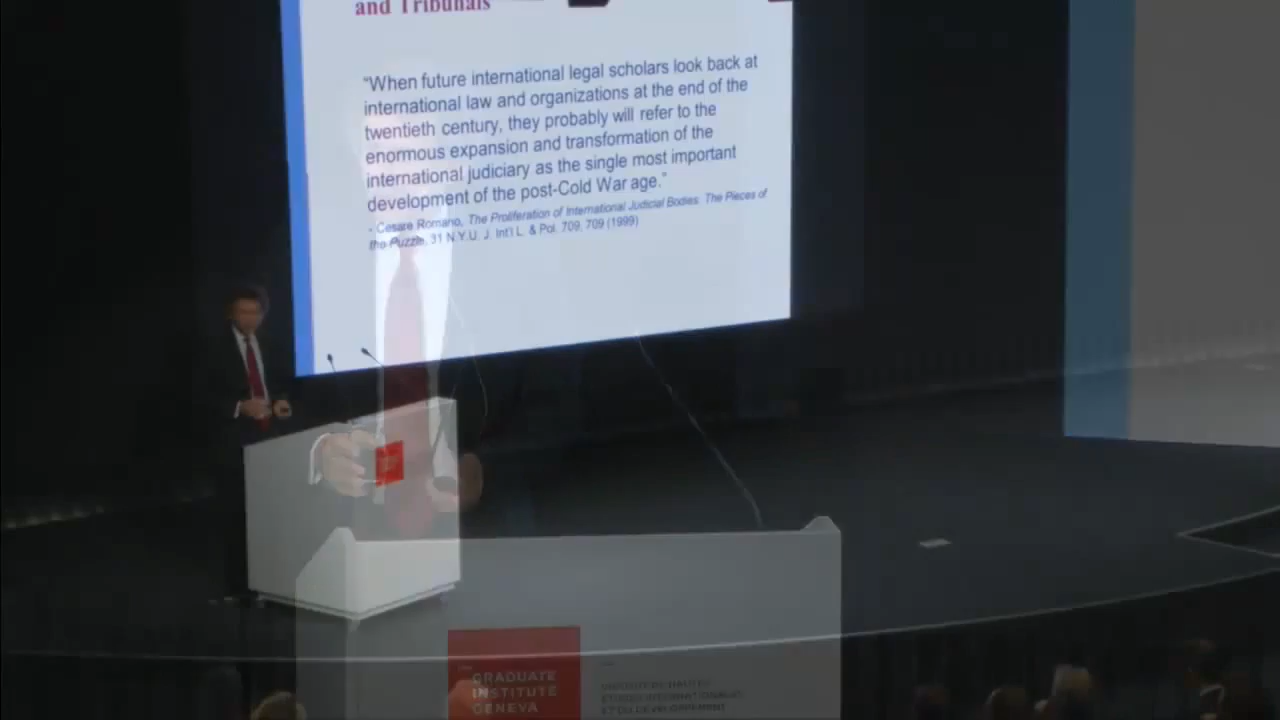 and Tribunals
“When future international legal scholars look back at
international law and organizations at the end of the
twentieth century, they probably will refer to the
enormous expansion and transformation of the
international judiciary as the single most important
development of the post-Cold War age.”
- Cesare Romano, The Proliferation of International Judicial Bodies: The Pieces of
the Puzzle, 31 N.Y.U. J. Int'l L. & Pol. 709, 709 (1999)
GRADUATE
INSTITUTE
GENEVA